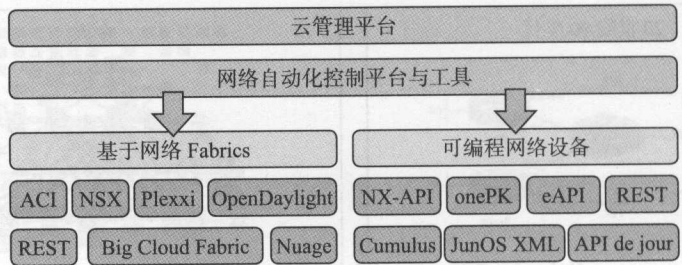 云管理平台
网络自动化控制平台与工具
基于网络 Fabrics
可编程网络设备
ACI NSX Plexxi OpenDaylight
NX-API onePK eAPI REST
REST Big Cloud Fabric Nuage
Cumulus JunOS XML API de jour